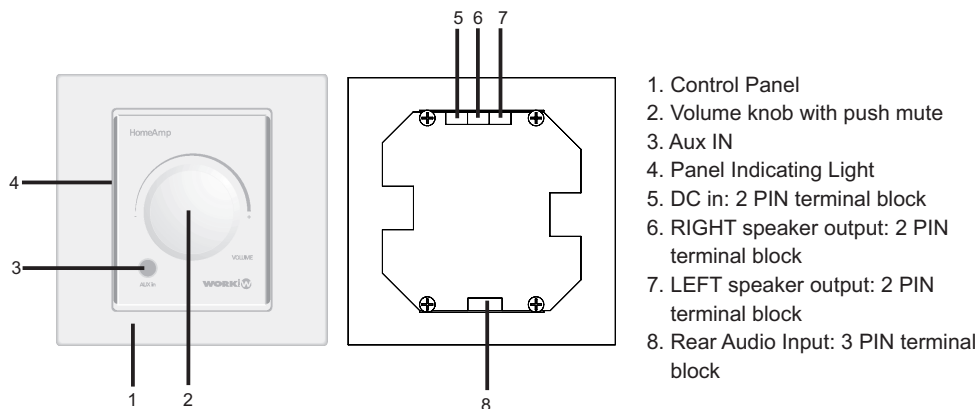 5 6 7
HomeAmp
4
VOLUME
3
AUX In
WORK W
1 2
8
1. Control Panel
2. Volume knob with push mute
3. Aux IN
4. Panel Indicating Light
5. DC in: 2 PIN terminal block
6. RIGHT speaker output: 2 PIN
terminal block
7. LEFT speaker output: 2 PIN
terminal block
8. Rear Audio Input: 3 PIN terminal
block